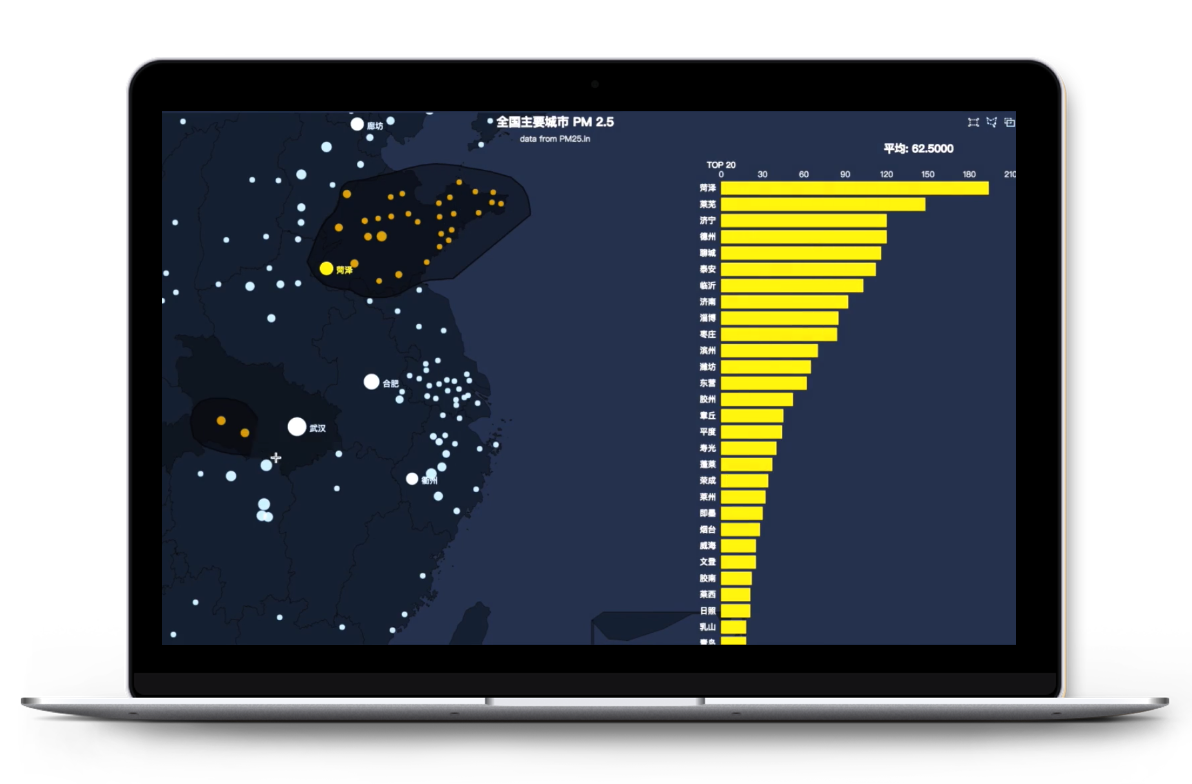 廊坊
全国主要城市 PM 2.5
data from PM25.in
平均: 62.5000
TOP 20
0 30 60 90 120 150 180 210
菏泽
莱芜
济宁
德州
聊城
泰安
临沂
济南
淄博
枣庄
滨州
潍坊
东营
胶州
章丘
平度
寿光
蓬莱
荣成
莱州
即墨
烟台
威海
文登
胶南
莱西
日照
乳山
青岛
菏泽
合肥
武汉
衢州